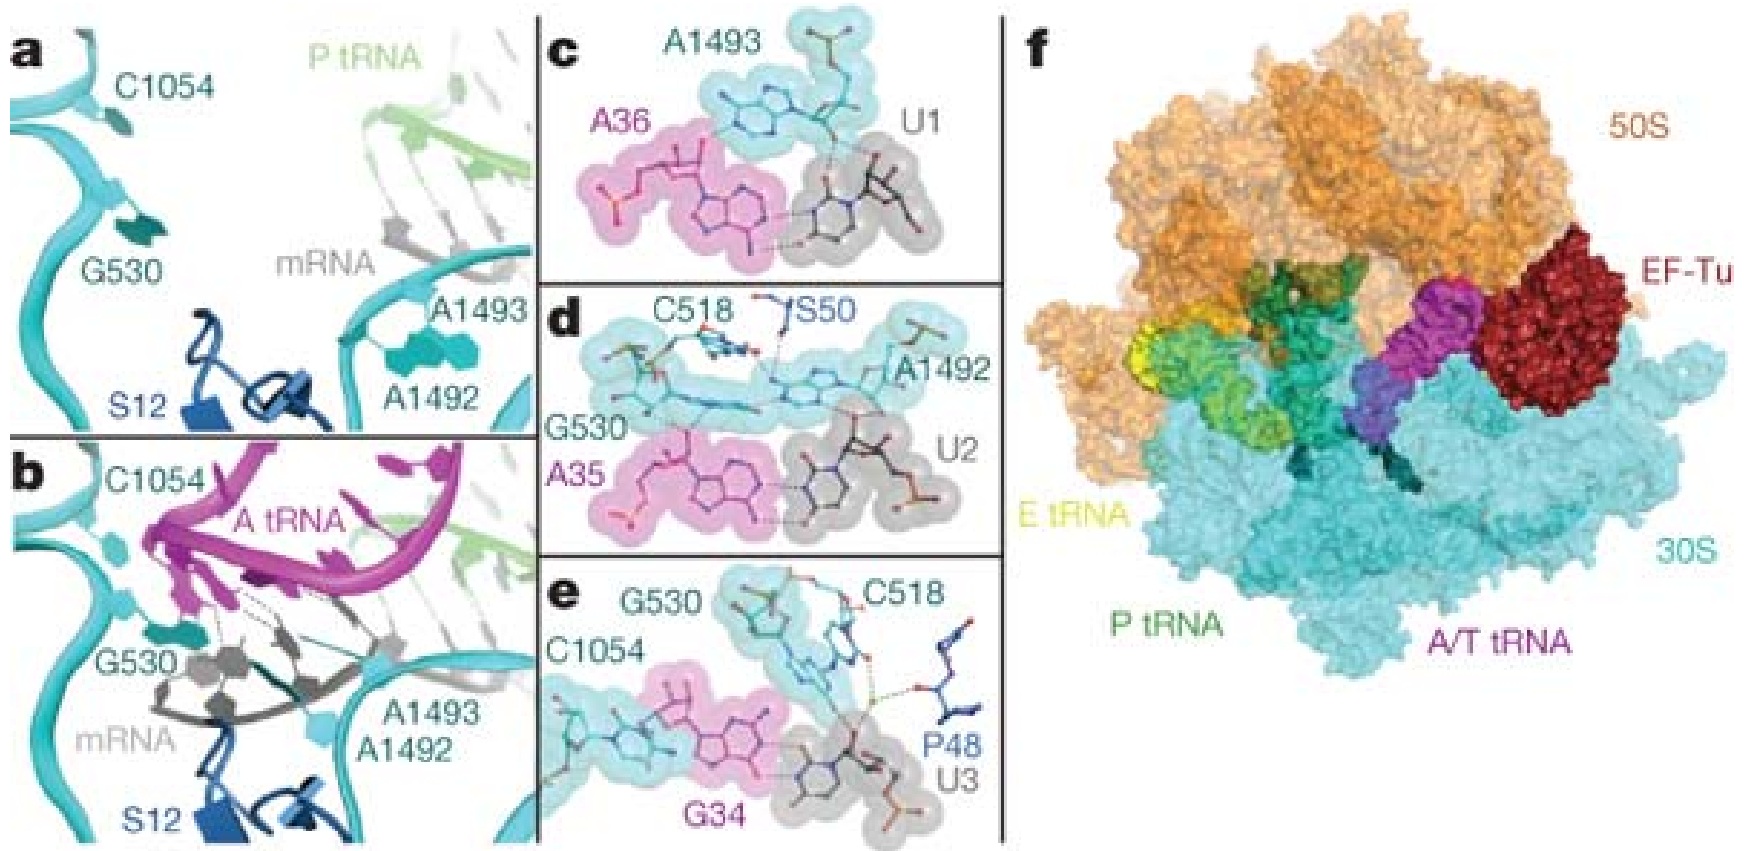 a
C1054
P tRNA
G530
mRNA
A1493
A1492
S12
b
C1054
A tRNA
G530
mRNA
A1493
A1492
S12
c
A1493
A36
U1
d
C518
S50
A1492
G530
A35
U2
e
G530
C518
C1054
P48
U3
G34
f
50S
EF-Tu
E tRNA
30S
P tRNA
A/T tRNA